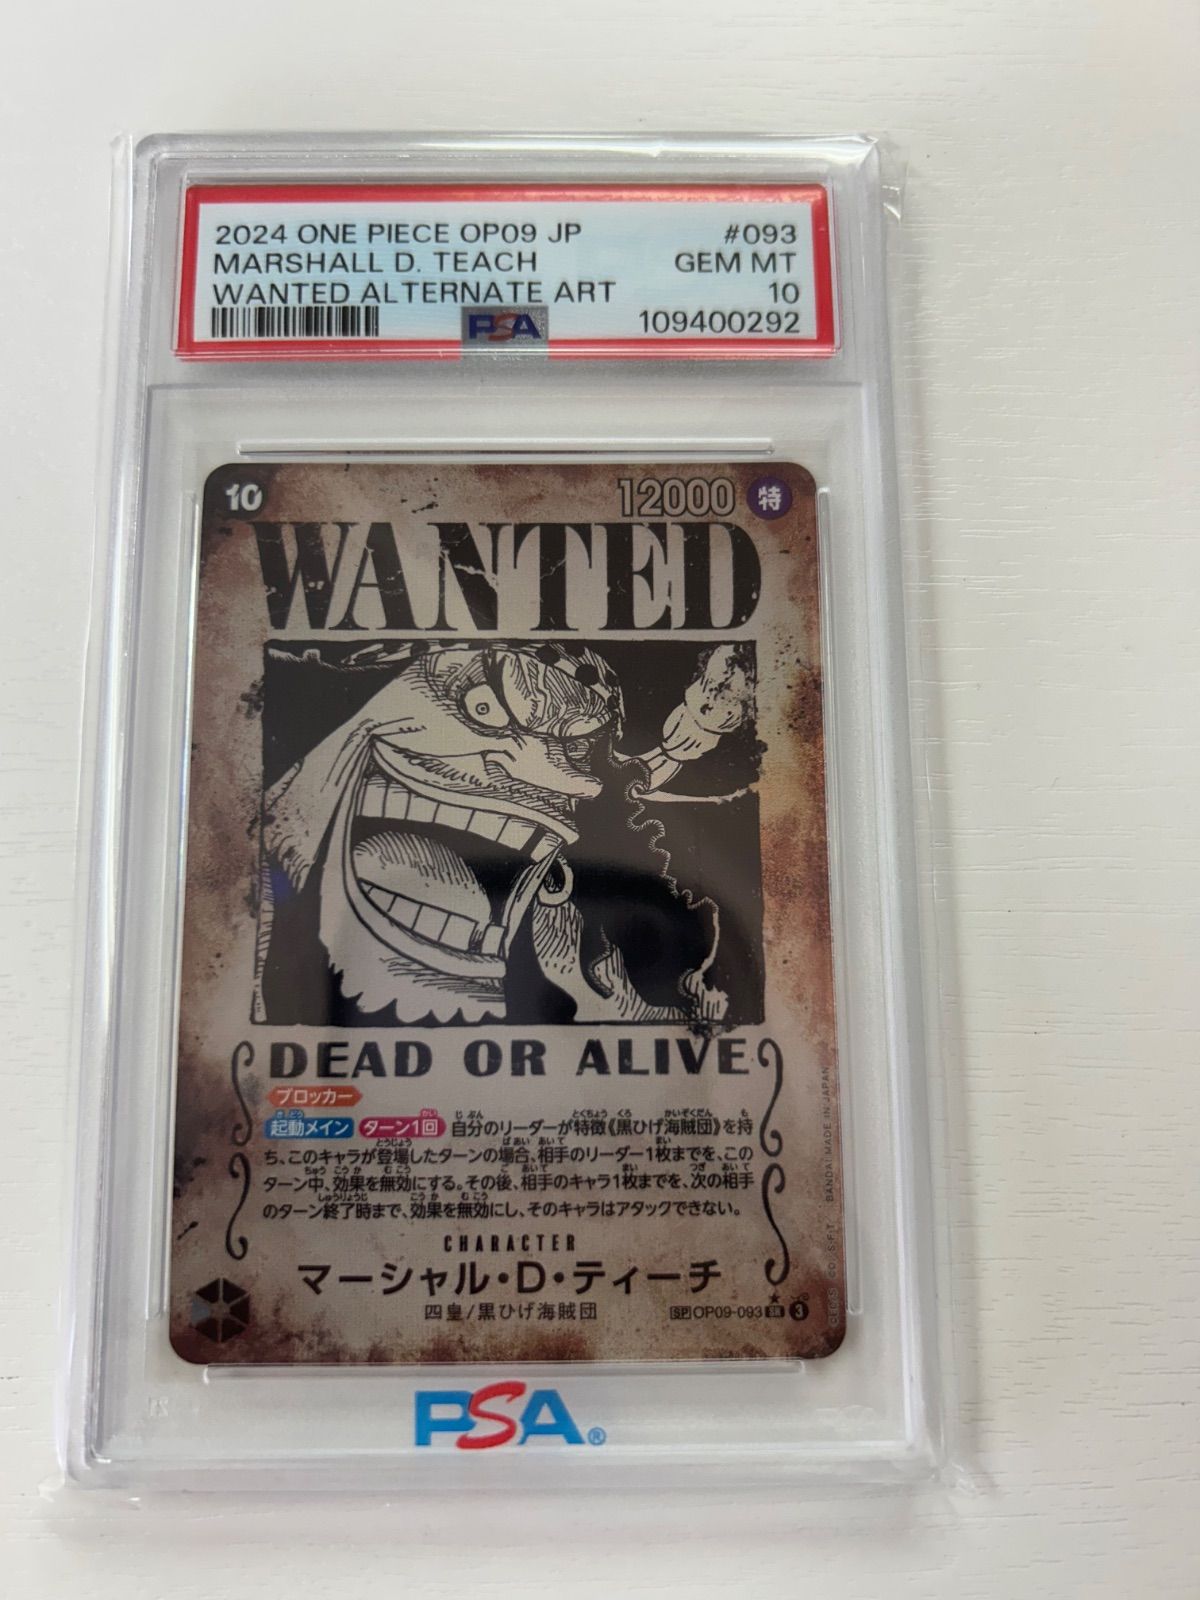 2024 ONE PIECE OP09 JP #093
MARSHALL D. TEACH GEM MT
WANTED ALTERNATE ART 10
PSA 109400292
10 12000 特
WANTED
DEAD OR ALIVE
ブロッカー
起動メイン ターン1回 自分のリーダーが特徴《黒ひげ海賊団》を持
ち、このキャラが登場したターンの場合、相手のリーダー1枚までを、この
ターン中、効果を無効にする。その後、相手のキャラ1枚までを、次の相手
のターン終了時まで、効果を無効にし、そのキャラはアタックできない。
CHARACTER
マーシャル・D・ティーチ
四皇/黒ひげ海賊団
SP OP09-093 SR 3
BANDAI MADE IN JAPAN
PSA®